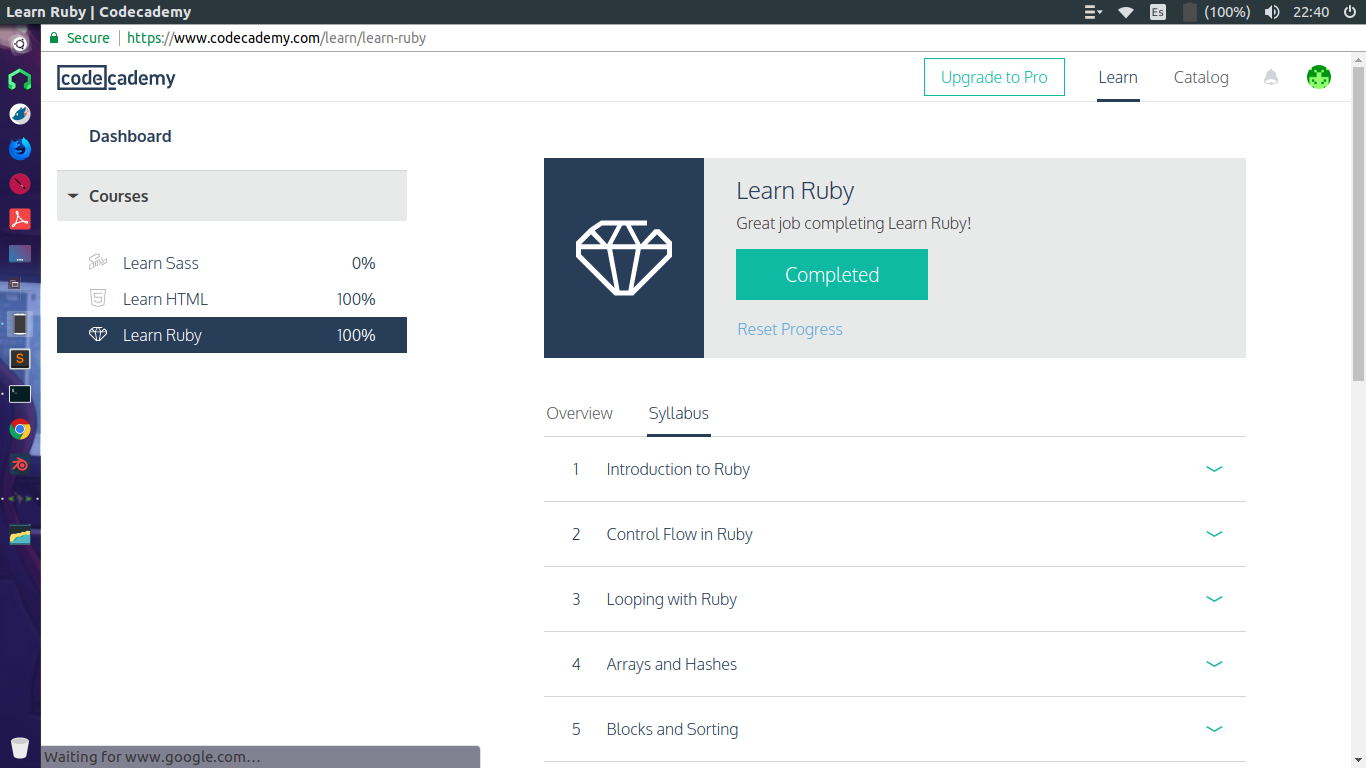 Learn Ruby | Codecademy
Es (100%) 22:40
Secure https://www.codecademy.com/learn/learn-ruby
codecademy
Upgrade to Pro Learn Catalog
Dashboard
Courses
Learn Sass 0%
Learn HTML 100%
Learn Ruby 100%
Learn Ruby
Great job completing Learn Ruby!
Completed
Reset Progress
Overview Syllabus
1 Introduction to Ruby
2 Control Flow in Ruby
3 Looping with Ruby
4 Arrays and Hashes
5 Blocks and Sorting
Waiting for www.google.com…